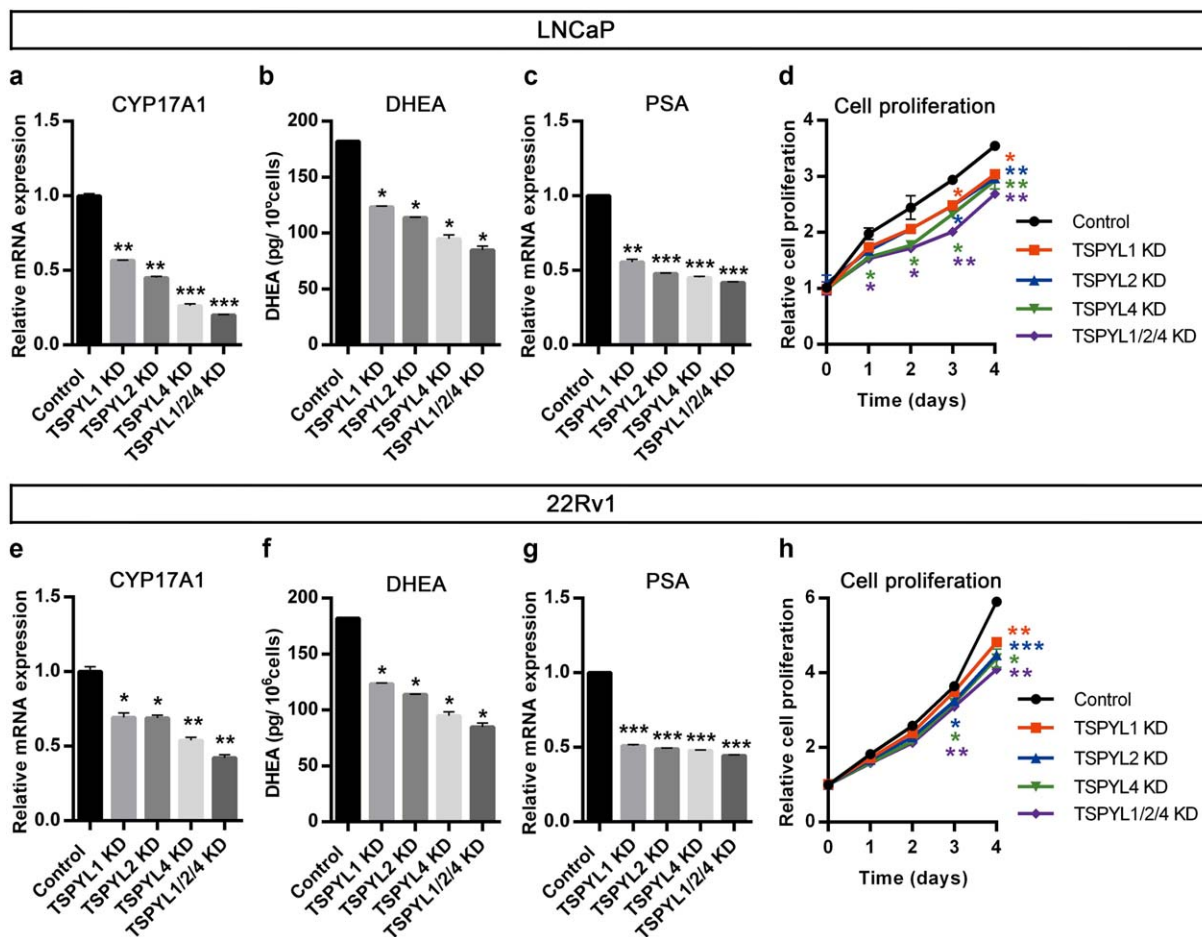 LNCaP
a
CYP17A1
Relative mRNA expression
1.5
1.0
0.5
0.0
** ** *** ***
Control
TSPYL1 KD
TSPYL2 KD
TSPYL4 KD
TSPYL1/2/4 KD
b
DHEA
DHEA (pg/ 10⁰cells)
200
150
100
50
0
* * * *
Control
TSPYL1 KD
TSPYL2 KD
TSPYL4 KD
TSPYL1/2/4 KD
c
PSA
Relative mRNA expression
1.5
1.0
0.5
0.0
** *** *** ***
Control
TSPYL1 KD
TSPYL2 KD
TSPYL4 KD
TSPYL1/2/4 KD
d
Cell proliferation
Relative cell proliferation
4
3
2
1
0
* *
* *
* *
*
**
*
**
**
**
0 1 2 3 4
Time (days)
Control
TSPYL1 KD
TSPYL2 KD
TSPYL4 KD
TSPYL1/2/4 KD
22Rv1
e
CYP17A1
Relative mRNA expression
1.5
1.0
0.5
0.0
* * ** **
Control
TSPYL1 KD
TSPYL2 KD
TSPYL4 KD
TSPYL1/2/4 KD
f
DHEA
DHEA (pg/ 10⁶cells)
200
150
100
50
0
* * * *
Control
TSPYL1 KD
TSPYL2 KD
TSPYL4 KD
TSPYL1/2/4 KD
g
PSA
Relative mRNA expression
1.5
1.0
0.5
0.0
*** *** *** ***
Control
TSPYL1 KD
TSPYL2 KD
TSPYL4 KD
TSPYL1/2/4 KD
h
Cell proliferation
Relative cell proliferation
6
4
2
0
*
*
**
**
***
*
**
0 1 2 3 4
Time (days)
Control
TSPYL1 KD
TSPYL2 KD
TSPYL4 KD
TSPYL1/2/4 KD